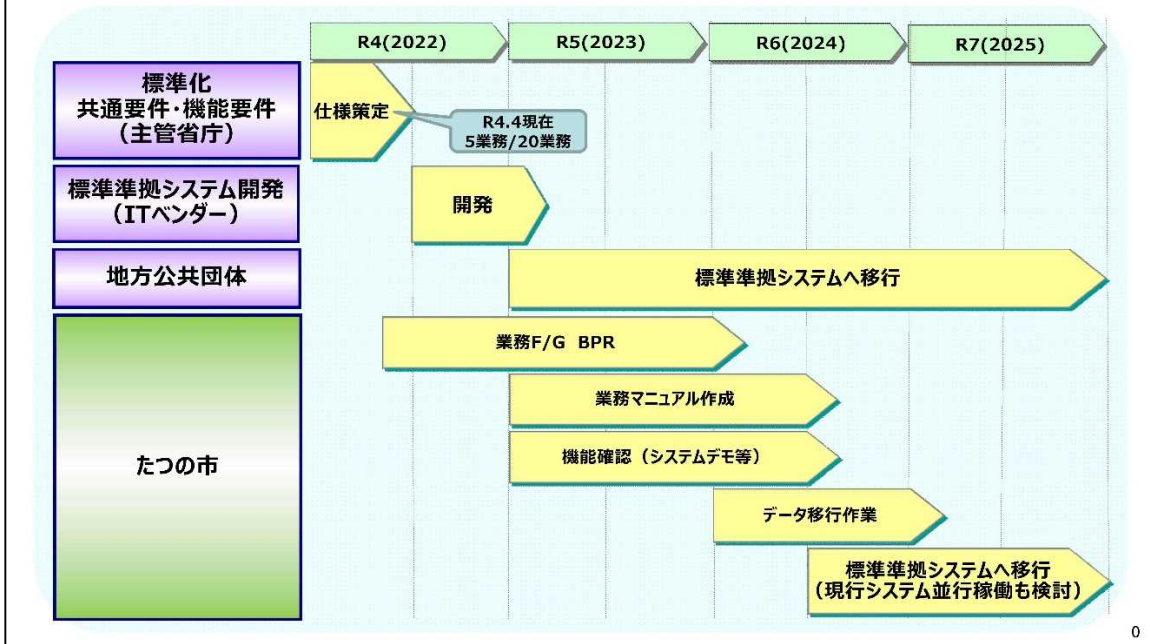 R4(2022)
R5(2023)
R6(2024)
R7(2025)
標準化
共通要件・機能要件
（主管省庁）
仕様策定
R4.4現在
5業務/20業務
標準準拠システム開発
（ITベンダー）
開発
地方公共団体
標準準拠システムへ移行
たつの市
業務F/G BPR
業務マニュアル作成
機能確認（システムデモ等）
データ移行作業
標準準拠システムへ移行
（現行システム並行稼働も検討）
0